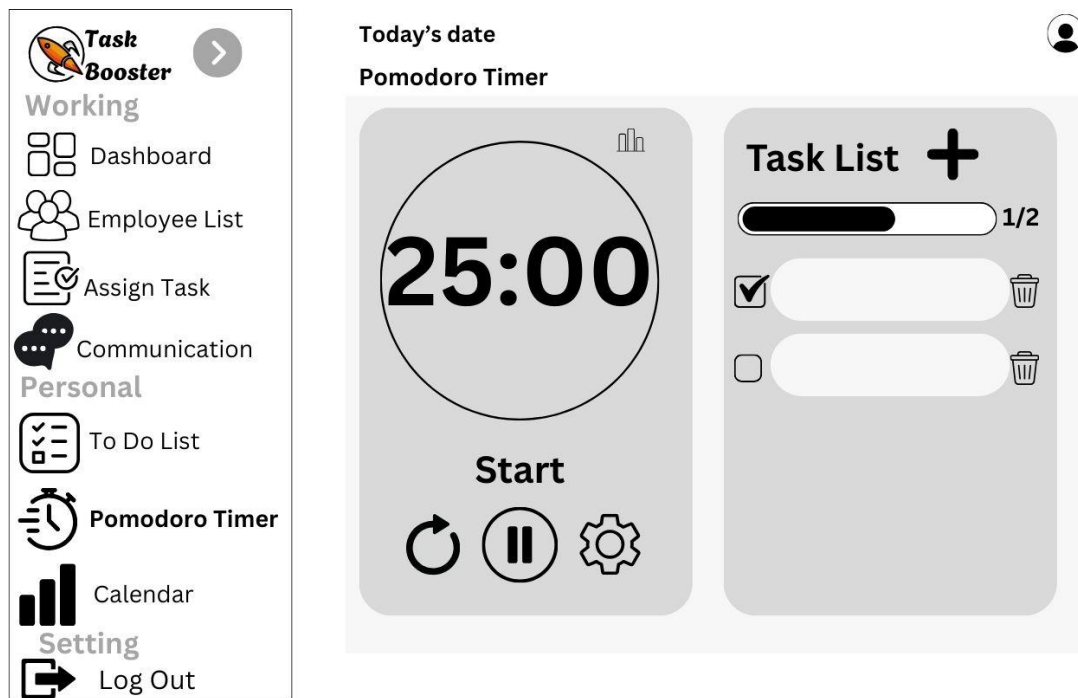 Task
Booster
Working
Dashboard
Employee List
Assign Task
Communication
Personal
To Do List
Pomodoro Timer
Calendar
Setting
Log Out
Today’s date
Pomodoro Timer
25:00
Start
Task List
1/2